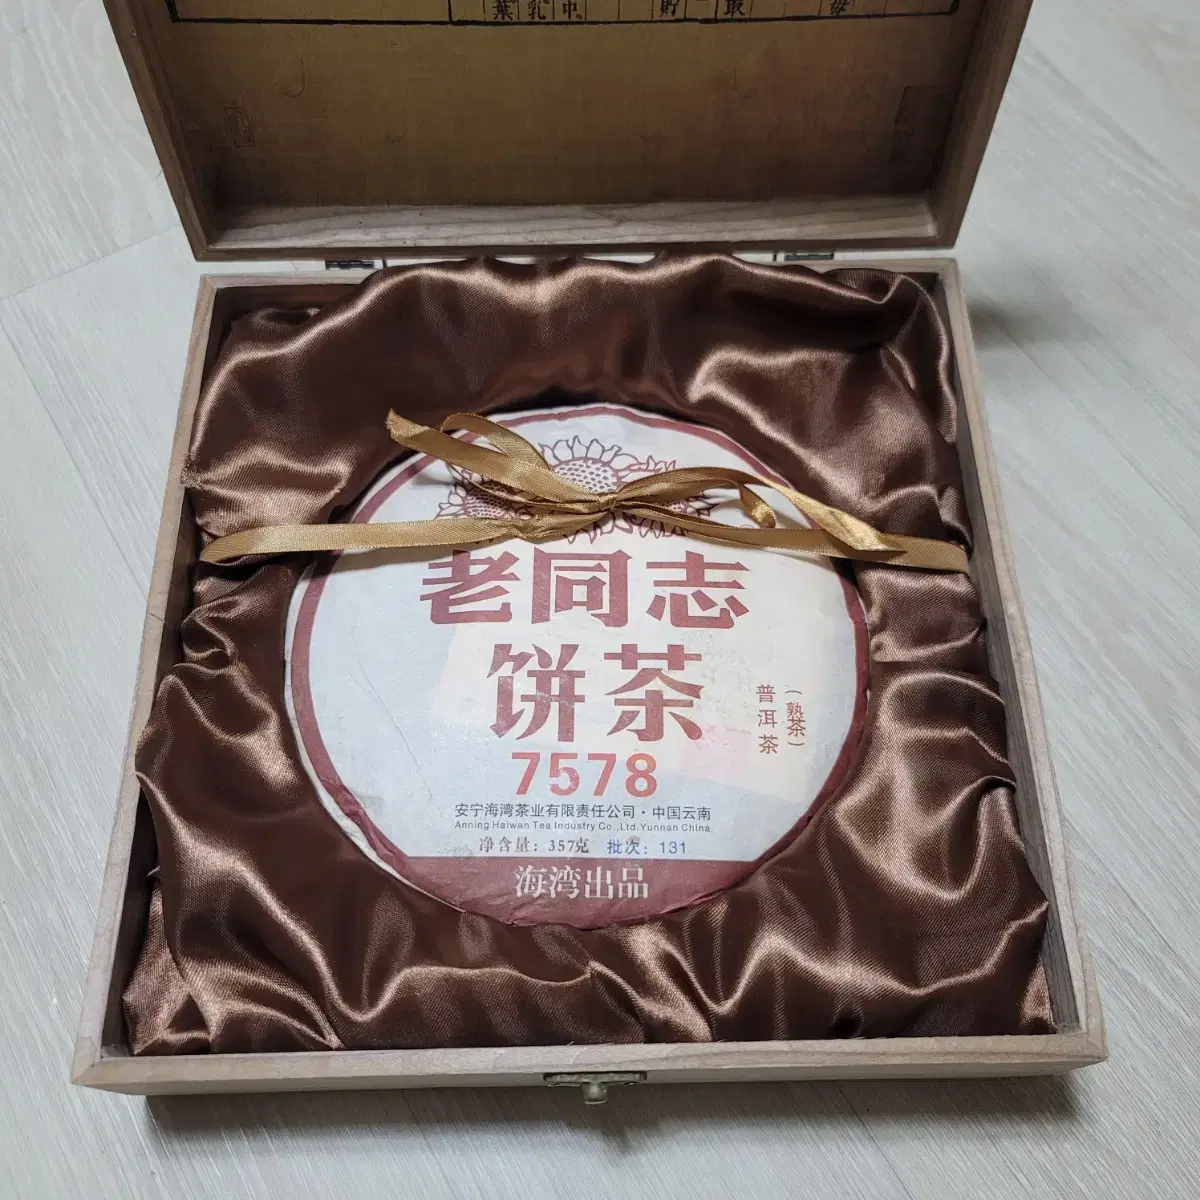 老同志
饼茶
7578
普洱茶
(熟茶)
安宁海湾茶业有限责任公司·中国云南
Anning Haiwan Tea Industry Co.,Ltd.Yunnan China
净含量：357克 批次：131
海湾出品